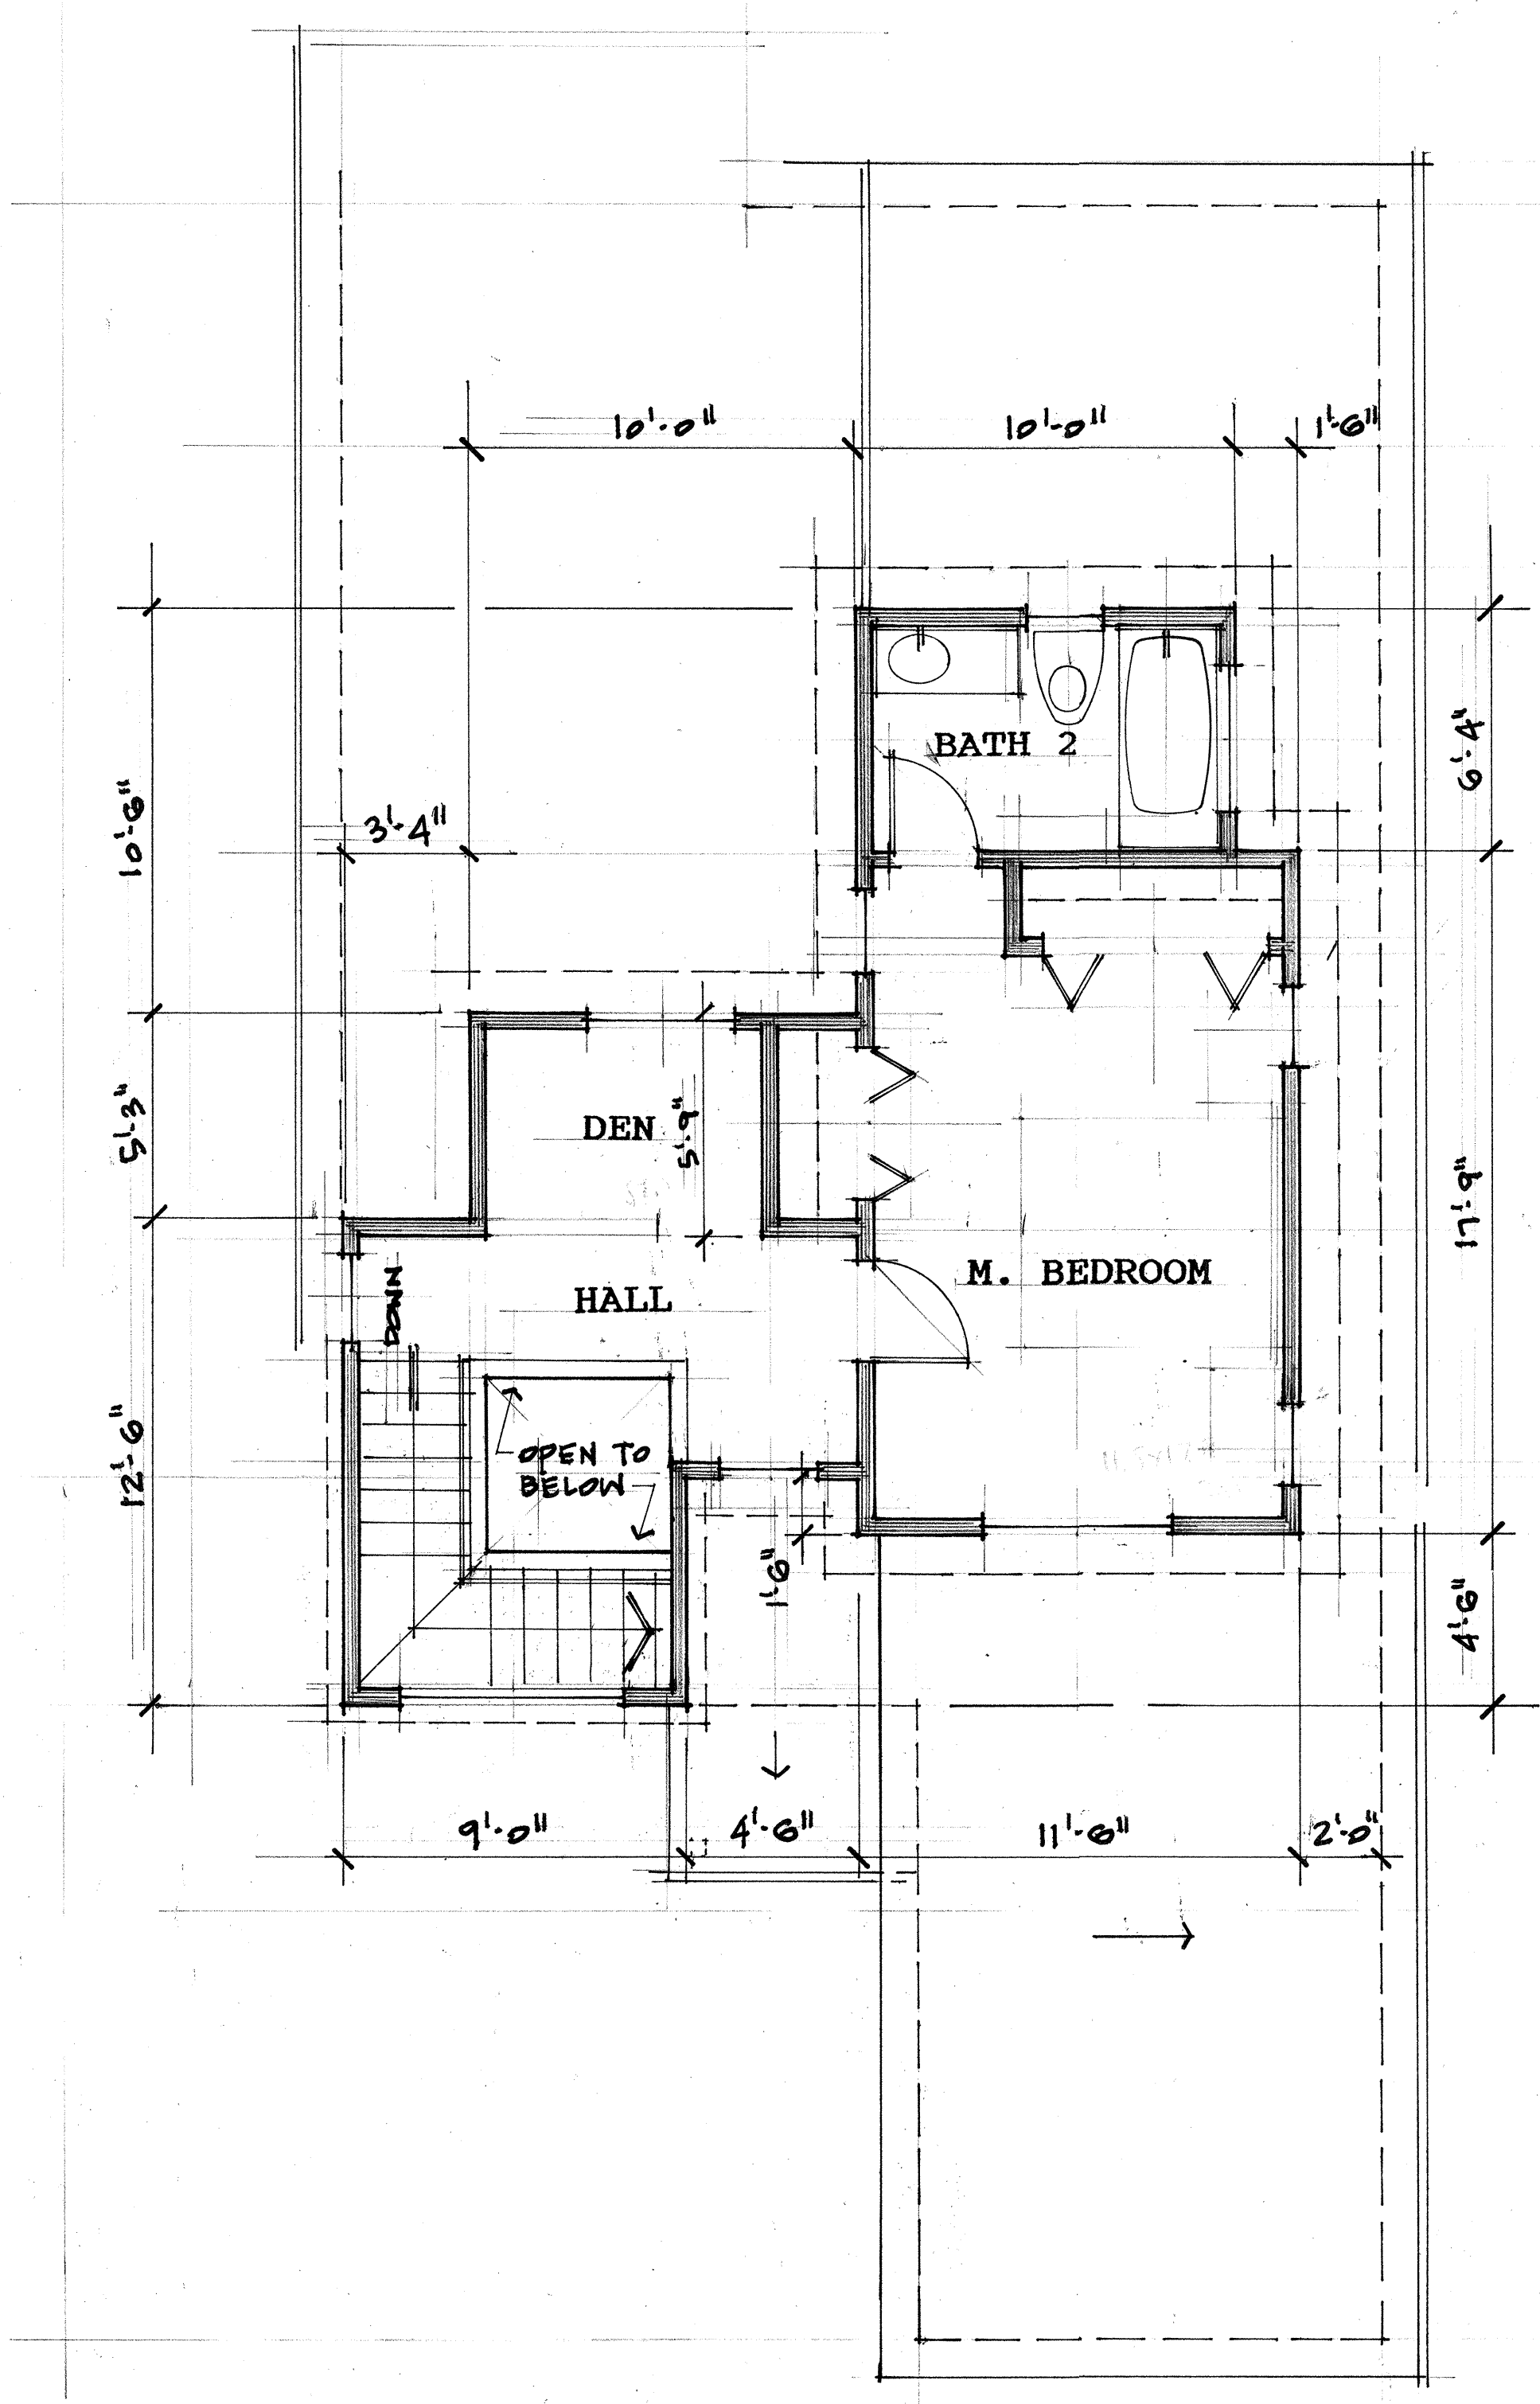 10'-0"
10'-0"
1'-6"
BATH 2
6'-4"
10'-6"
3'-4"
DEN
5'-9"
5'-3"
17'-9"
M. BEDROOM
HALL
DOWN
12'-6"
OPEN TO
BELOW
1'-6"
4'-6"
9'-0"
4'-6"
11'-6"
2'-0"